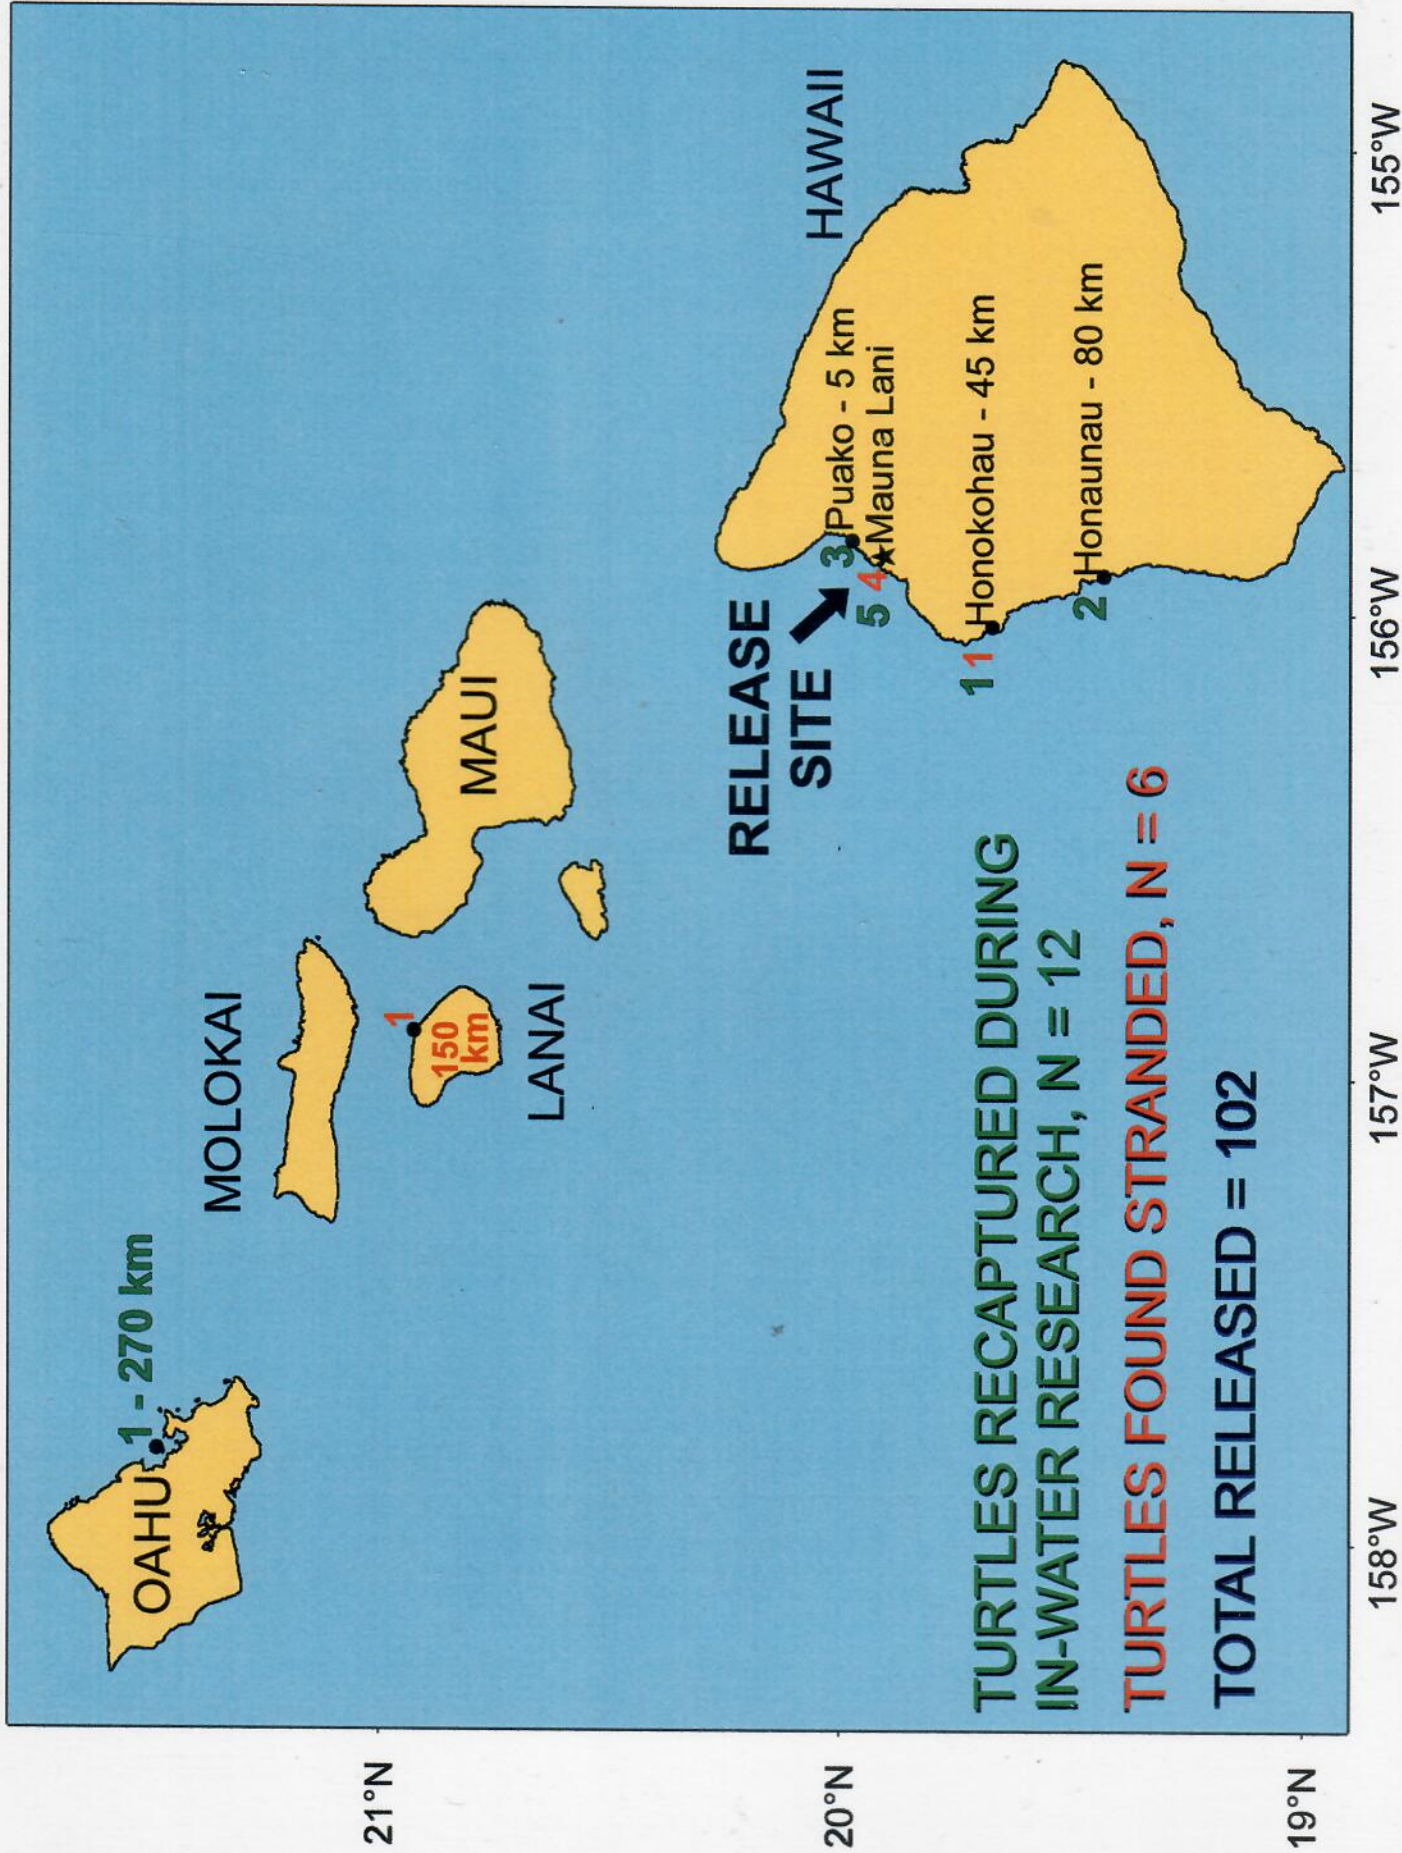 OAHU
1 - 270 km
MOLOKAI
1
150
km
LANAI
MAUI
HAWAII
RELEASE
SITE
3 Puako - 5 km
5 4 Mauna Lani
1 1 Honokohau - 45 km
2 Honaunau - 80 km
TURTLES RECAPTURED DURING
IN-WATER RESEARCH, N = 12
TURTLES FOUND STRANDED, N = 6
TOTAL RELEASED = 102
21°N
20°N
19°N
158°W
157°W
156°W
155°W